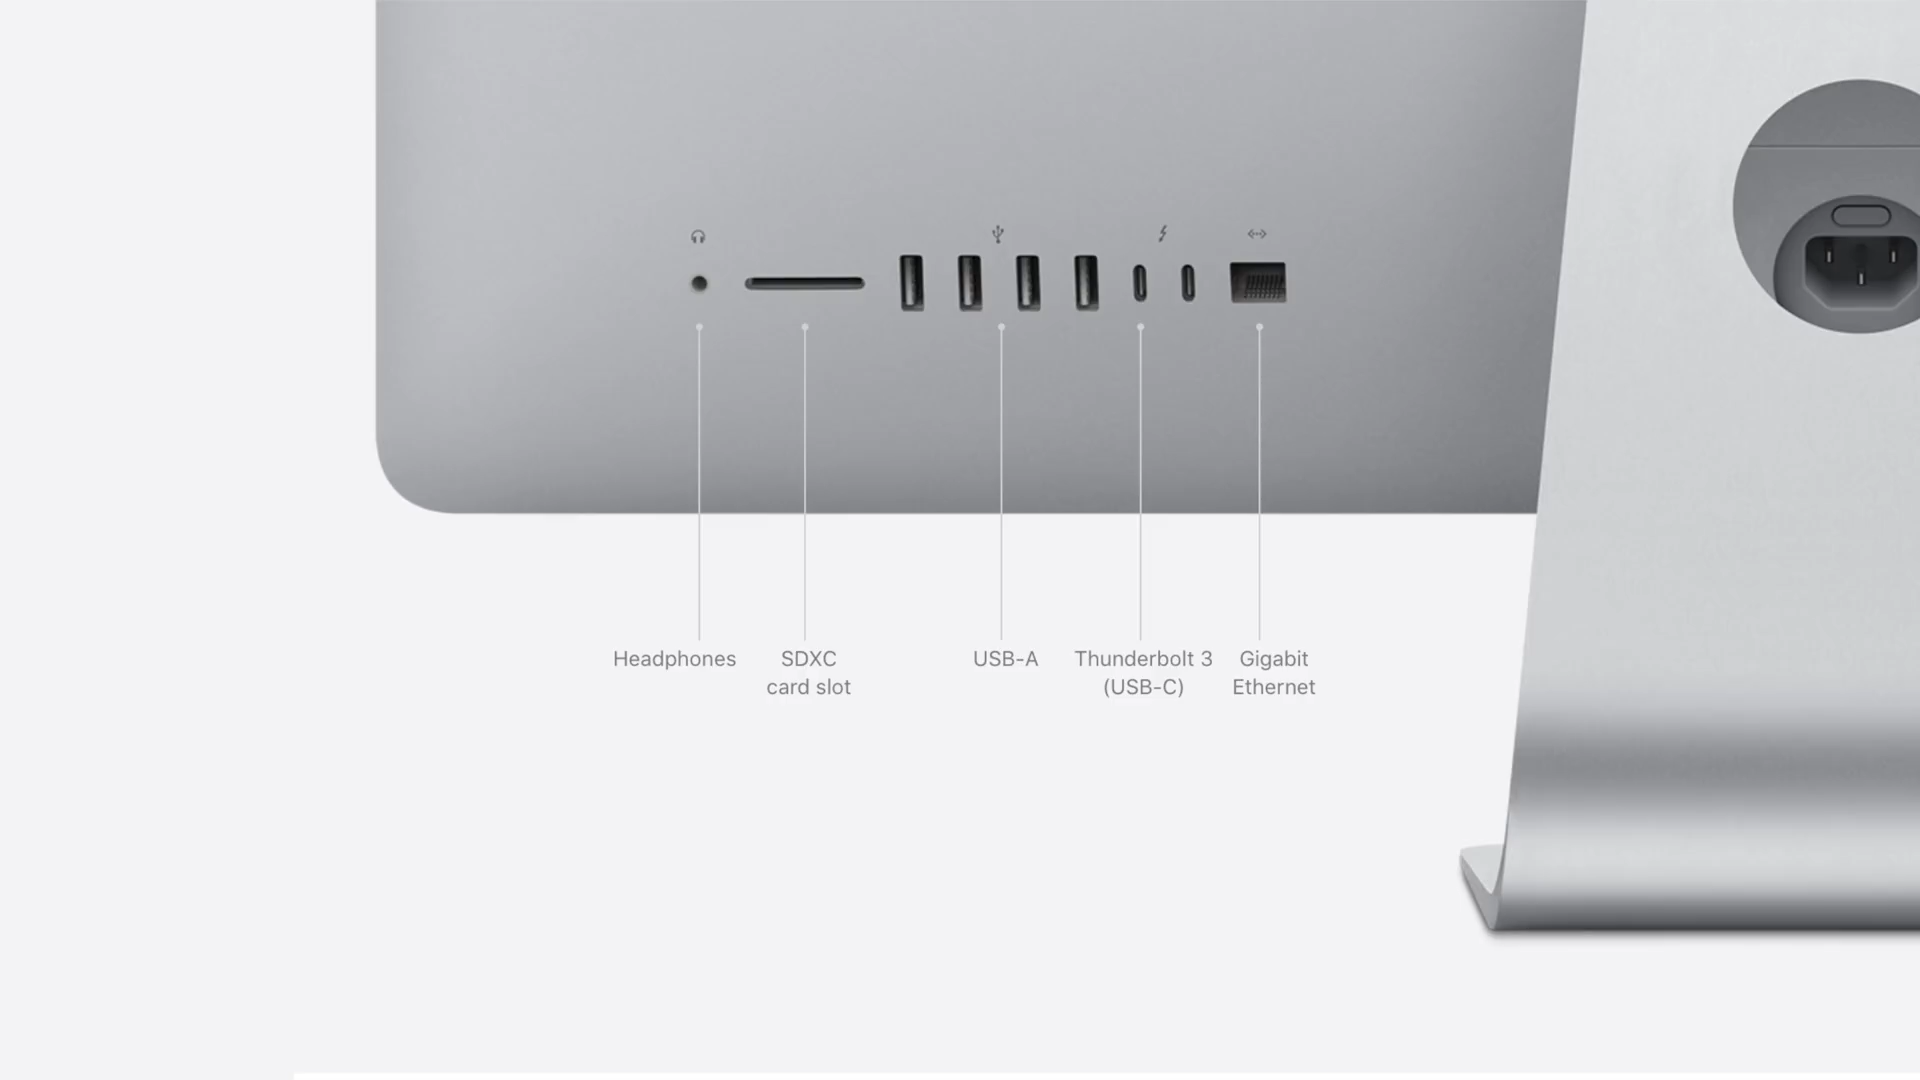 Headphones
SDXC
card slot
USB-A
Thunderbolt 3
(USB-C)
Gigabit
Ethernet